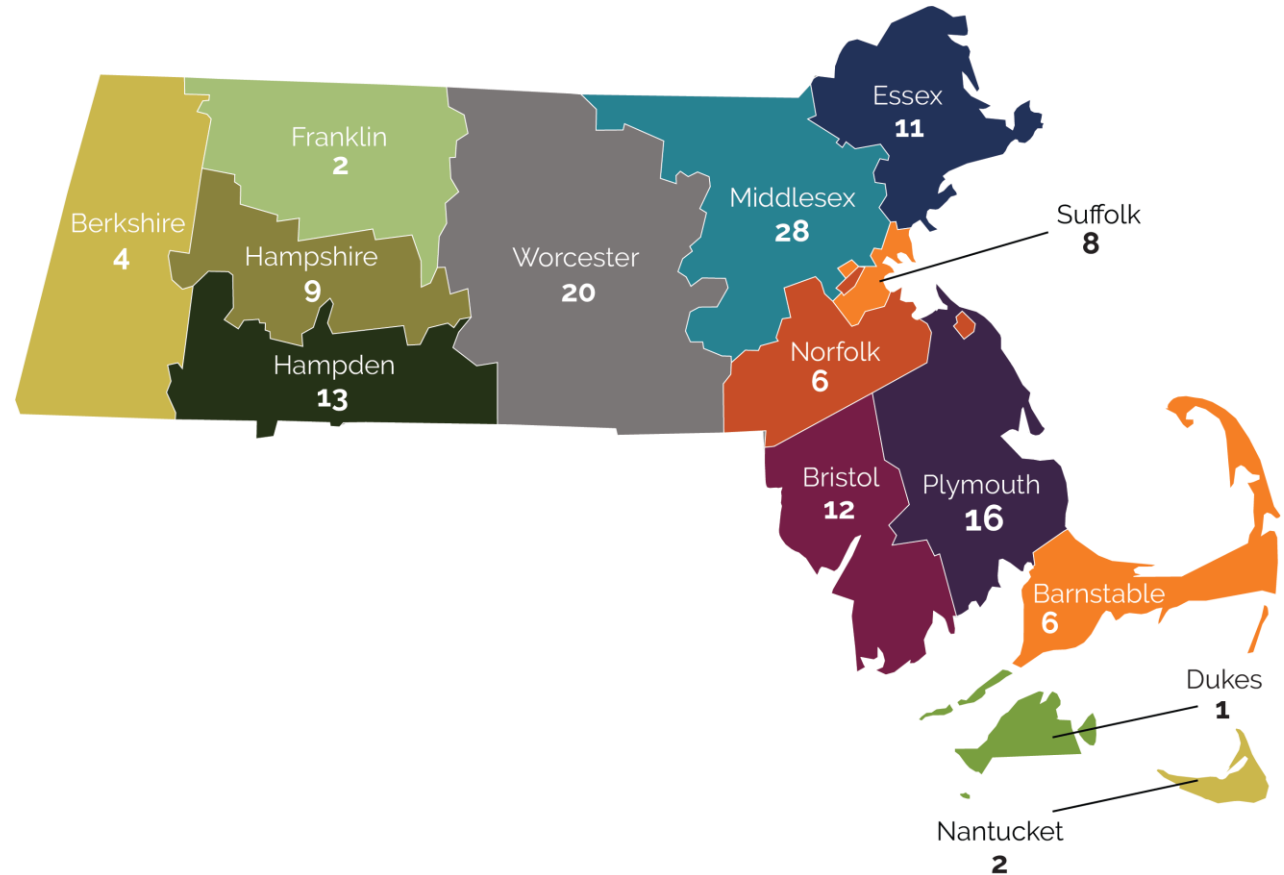 Essex
11
Franklin
2
Middlesex
28
Berkshire
4
Suffolk
8
Hampshire
9
Worcester
20
Norfolk
6
Hampden
13
Bristol
12
Plymouth
16
Barnstable
6
Dukes
1
Nantucket
2